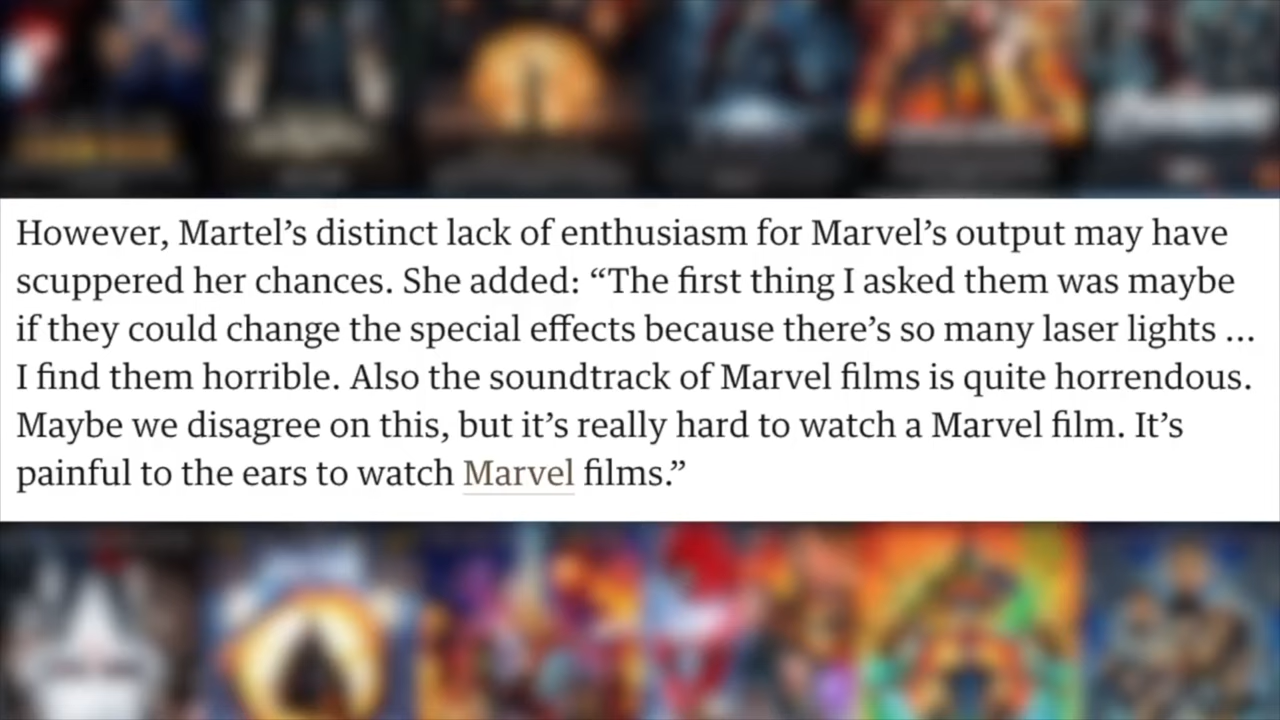 However, Martel’s distinct lack of enthusiasm for Marvel’s output may have
scuppered her chances. She added: “The first thing I asked them was maybe
if they could change the special effects because there’s so many laser lights ...
I find them horrible. Also the soundtrack of Marvel films is quite horrendous.
Maybe we disagree on this, but it’s really hard to watch a Marvel film. It’s
painful to the ears to watch Marvel films.”